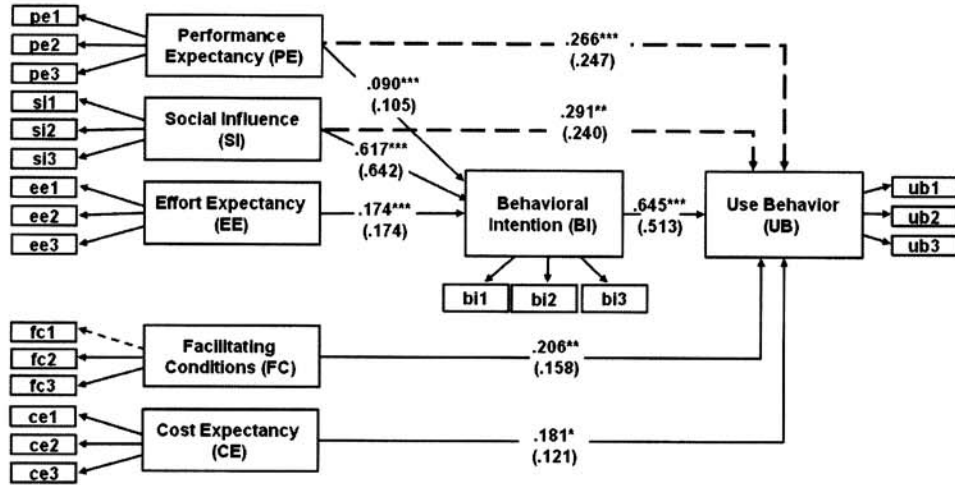 pe1
pe2
pe3
Performance
Expectancy (PE)
.266***
(.247)
.090***
(.105)
si1
si2
si3
Social Influence
(SI)
.291**
(.240)
.617***
(.642)
ee1
ee2
ee3
Effort Expectancy
(EE)
.174***
(.174)
Behavioral
Intention (BI)
.645***
(.513)
Use Behavior
(UB)
ub1
ub2
ub3
bi1
bi2
bi3
fc1
fc2
fc3
Facilitating
Conditions (FC)
.206**
(.158)
ce1
ce2
ce3
Cost Expectancy
(CE)
.181*
(.121)